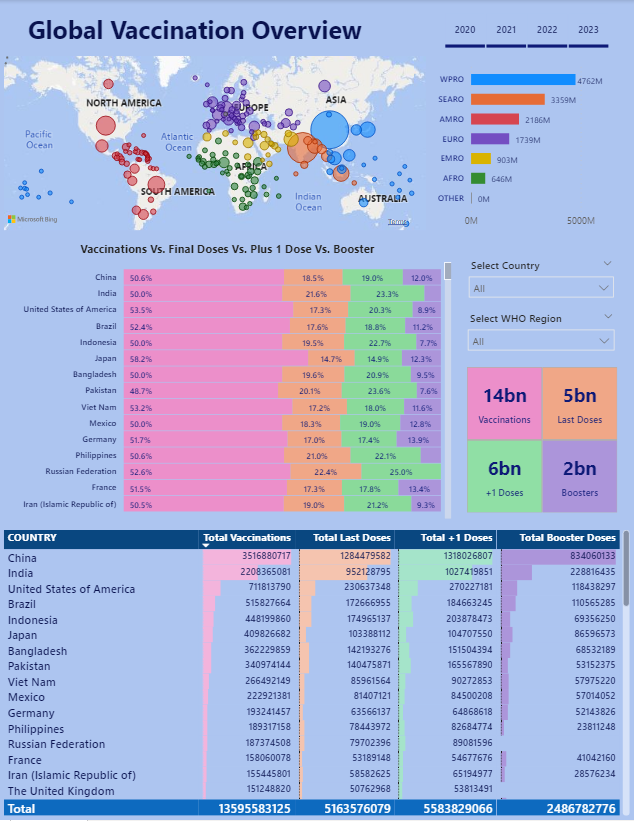 Global Vaccination Overview
2020 2021 2022 2023
NORTH AMERICA
EUROPE
ASIA
Pacific
Ocean
Atlantic
Ocean
AFRICA
SOUTH AMERICA
Indian
Ocean
AUSTRALIA
Microsoft Bing
Terms
WPRO 4762M
SEARO 3359M
AMRO 2186M
EURO 1739M
EMRO 903M
AFRO 646M
OTHER 0M
0M 5000M
Vaccinations Vs. Final Doses Vs. Plus 1 Dose Vs. Booster
China 50.6% 18.5% 19.0% 12.0%
India 50.0% 21.6% 23.3%
United States of America 53.5% 17.3% 20.3% 8.9%
Brazil 52.4% 17.6% 18.8% 11.2%
Indonesia 50.0% 19.5% 22.7% 7.7%
Japan 58.2% 14.7% 14.9% 12.3%
Bangladesh 50.0% 19.6% 20.9% 9.5%
Pakistan 48.7% 20.1% 23.6% 7.6%
Viet Nam 53.2% 17.2% 18.0% 11.6%
Mexico 50.0% 18.3% 19.0% 12.8%
Germany 51.7% 17.0% 17.4% 13.9%
Philippines 50.6% 21.0% 22.1%
Russian Federation 52.6% 22.4% 25.0%
France 51.5% 17.3% 17.8% 13.4%
Iran (Islamic Republic of) 50.5% 19.0% 21.2% 9.3%
Select Country
All
Select WHO Region
All
14bn
Vaccinations
5bn
Last Doses
6bn
+1 Doses
2bn
Boosters
COUNTRY Total Vaccinations Total Last Doses Total +1 Doses Total Booster Doses
China 3516880717 1284479582 1318026807 834060133
India 2208365081 952128795 1027419851 228816435
United States of America 711813790 230637348 270227181 118438297
Brazil 515827664 172666955 184663245 110565285
Indonesia 448199860 174965137 203878473 69356250
Japan 409826682 103388112 104707550 86596573
Bangladesh 362229859 142193276 151504394 68532189
Pakistan 340974144 140475871 165567890 53152375
Viet Nam 266492149 85961564 90272853 57975220
Mexico 222921381 81407121 84500208 57014052
Germany 193241457 63566137 64868618 52143826
Philippines 189317158 78443972 82684774 23811248
Russian Federation 187374508 79702396 89081596
France 158060078 53189148 54677676 41042160
Iran (Islamic Republic of) 155445801 58582625 65194977 28576234
The United Kingdom 151248820 50762968 53813491
Total 13595583125 5163576079 5583829066 2486782776